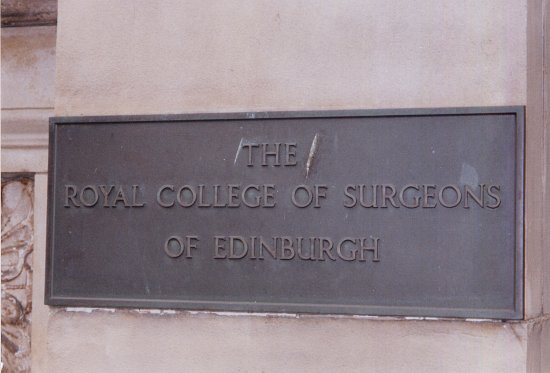 THE
ROYAL COLLEGE OF SURGEONS
OF EDINBURGH